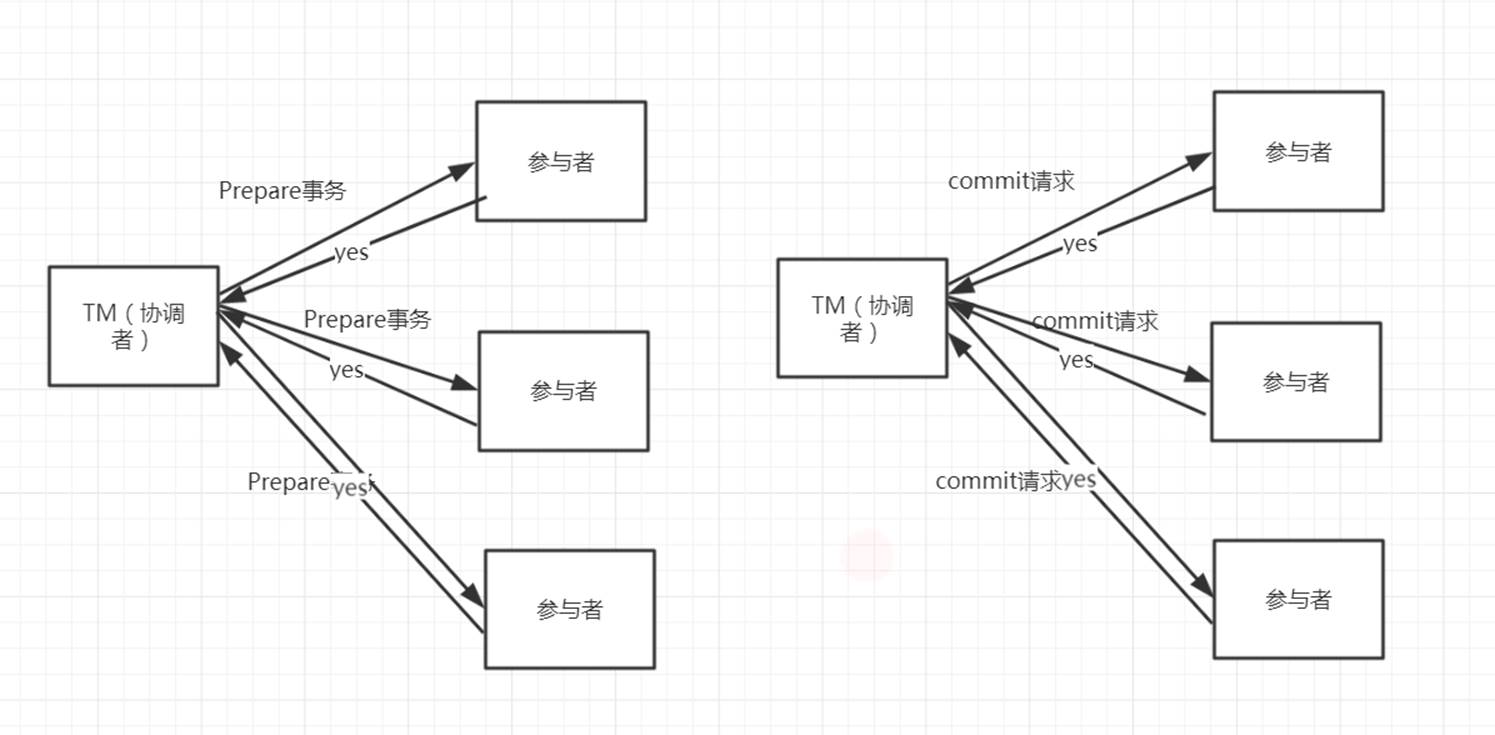 参与者
Prepare事务
yes
TM（协调
者）
Prepare事务
yes
参与者
Prepare
yes
参与者
参与者
commit请求
yes
TM（协调
者）
commit请求
yes
参与者
commit请求yes
参与者